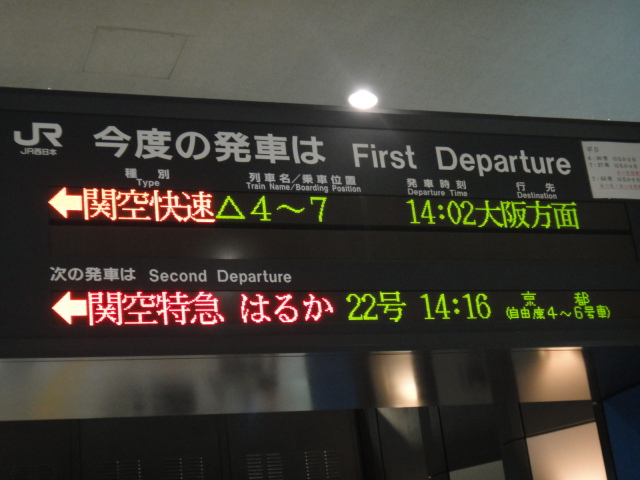 JR
JR西日本
今度の発車は First Departure
種別 列車名／乗車位置 発車時刻 行先
Type Train Name/Boarding Position Departure Time Destination
←関空快速△4～7 14:02大阪方面
次の発車は Second Departure
←関空特急 はるか 22号 14:16 京都
(自由席4～6号車)